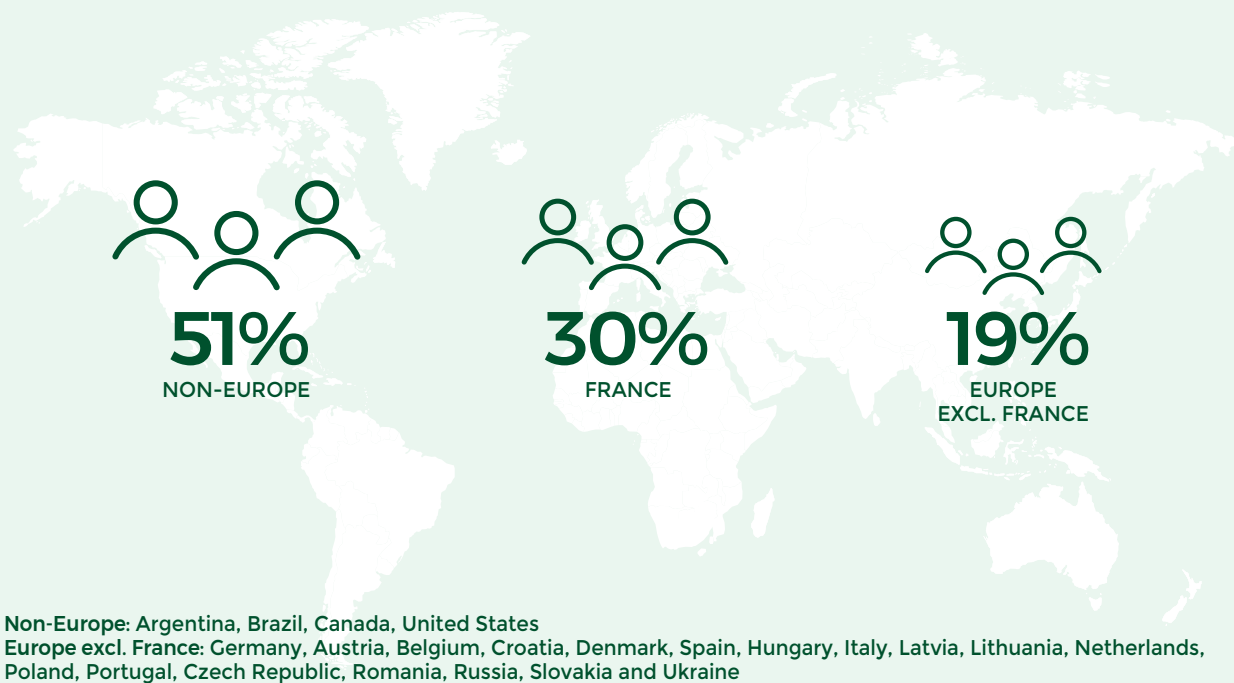 51%
NON-EUROPE
30%
FRANCE
19%
EUROPE
EXCL. FRANCE
Non-Europe: Argentina, Brazil, Canada, United States
Europe excl. France: Germany, Austria, Belgium, Croatia, Denmark, Spain, Hungary, Italy, Latvia, Lithuania, Netherlands,
Poland, Portugal, Czech Republic, Romania, Russia, Slovakia and Ukraine